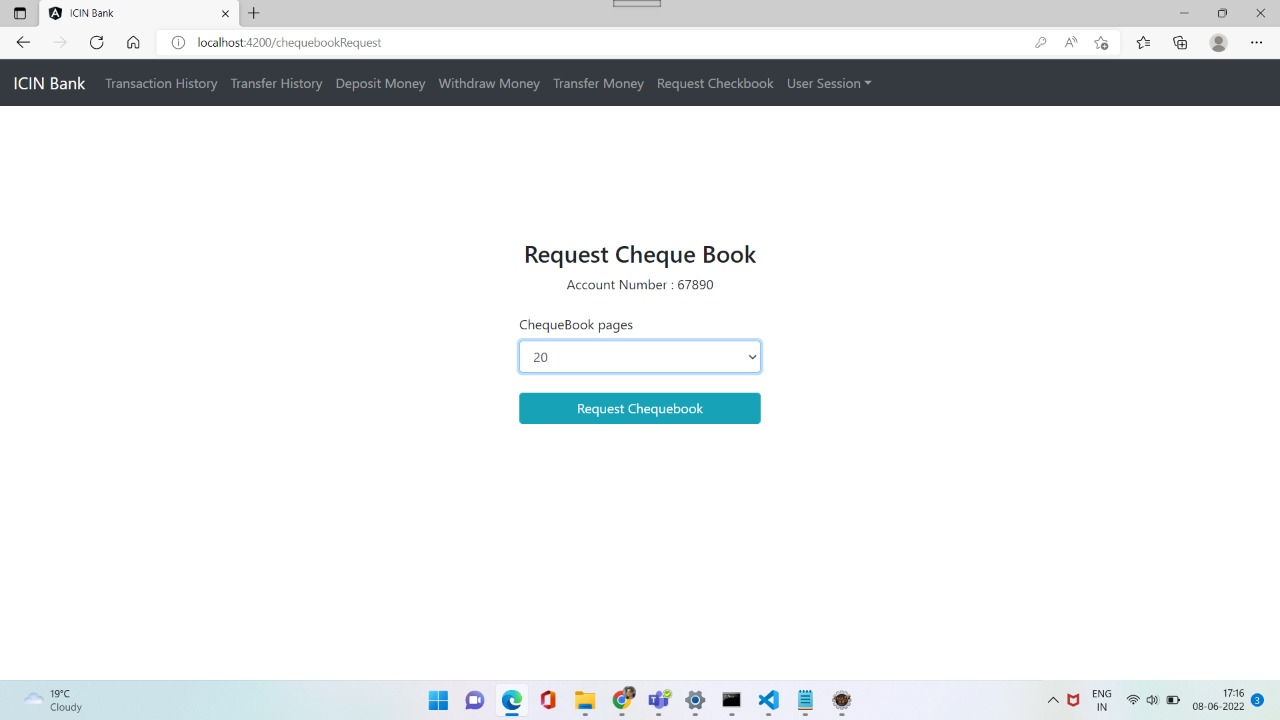 ICIN Bank
localhost:4200/chequebookRequest
ICIN Bank Transaction History Transfer History Deposit Money Withdraw Money Transfer Money Request Checkbook User Session
Request Cheque Book
Account Number : 67890
ChequeBook pages
20
Request Chequebook
19°C
Cloudy
ENG
IN
17:16
08-06-2022
3